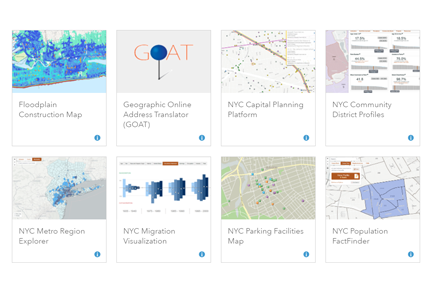 GOAT
Floodplain
Construction Map
Geographic Online
Address Translator
(GOAT)
NYC Capital Planning
Platform
NYC Community
District Profiles
NYC Metro Region
Explorer
NYC Migration
Visualization
NYC Parking Facilities
Map
NYC Population
FactFinder